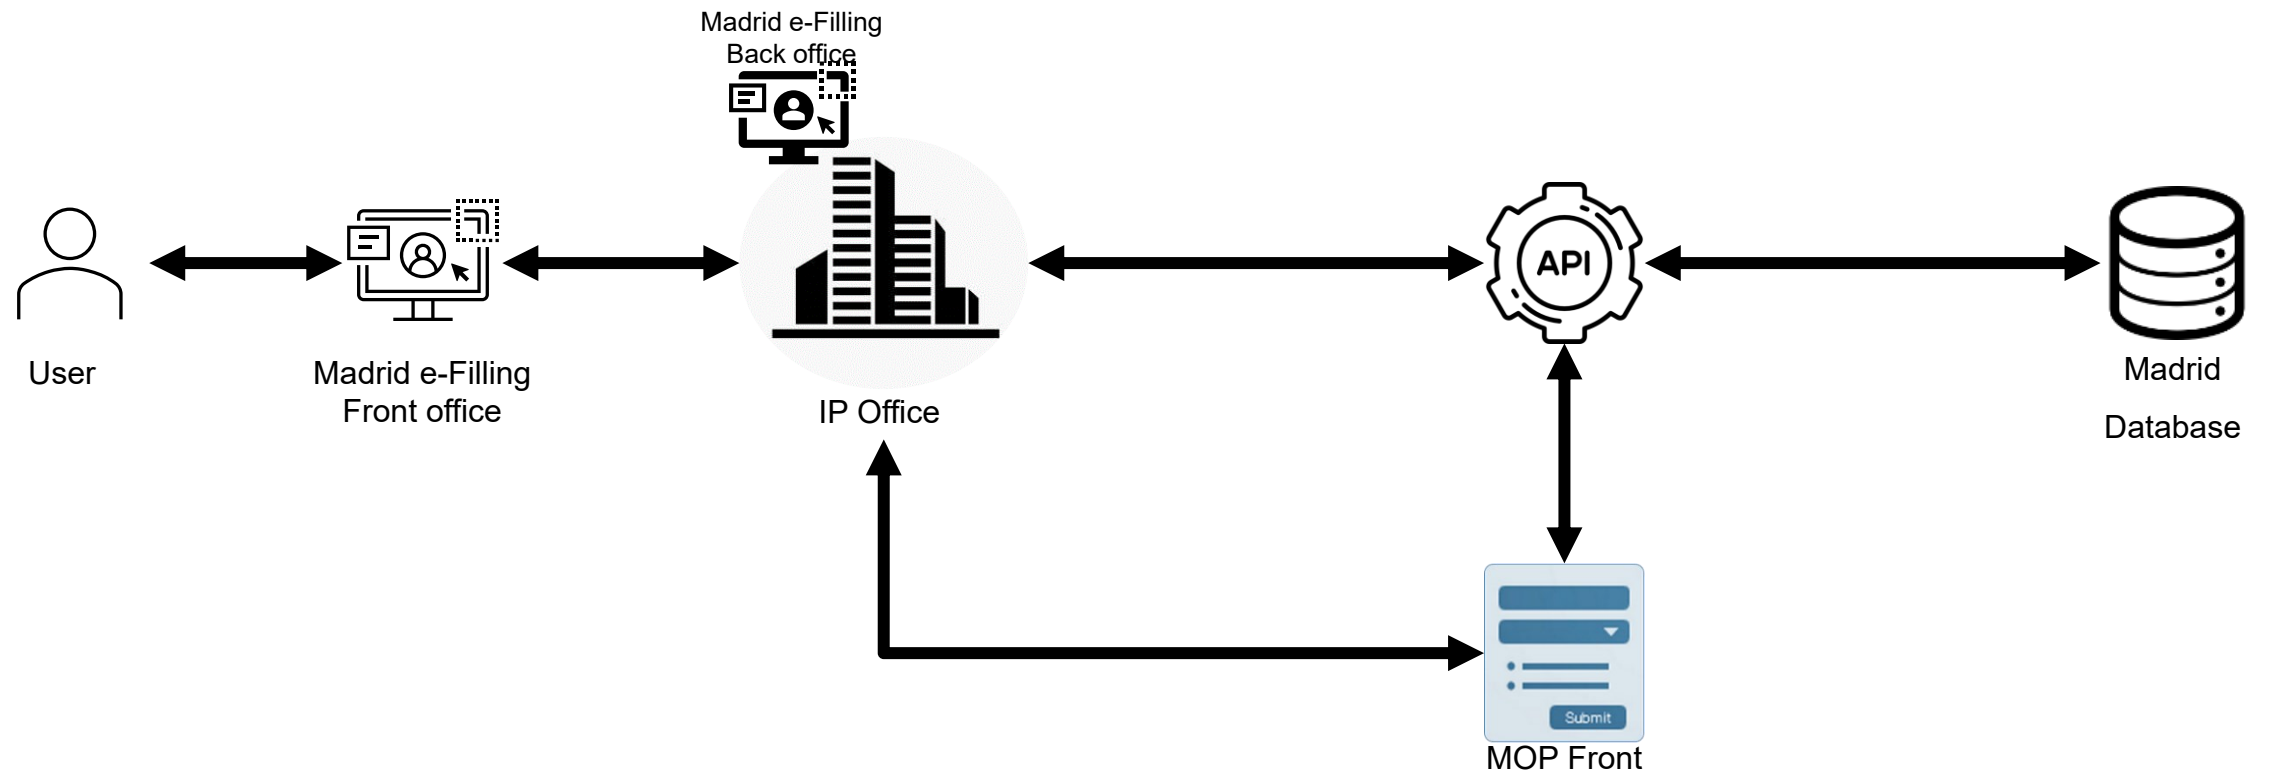 Madrid e-Filling
Back office
API
User
Madrid e-Filling
Front office
IP Office
Madrid
Database
Submit
MOP Front